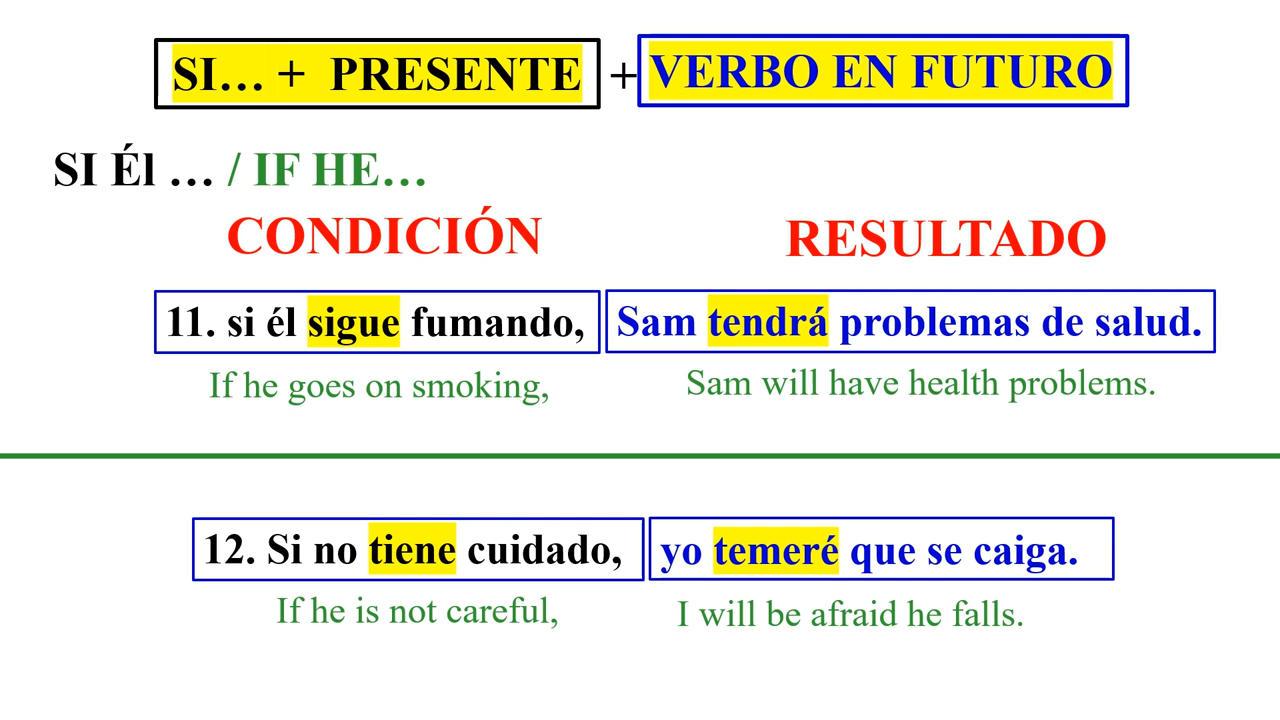 SI... + PRESENTE + VERBO EN FUTURO
SI Él ... / IF HE...
CONDICIÓN RESULTADO
11. si él sigue fumando, Sam tendrá problemas de salud.
If he goes on smoking, Sam will have health problems.
12. Si no tiene cuidado, yo temeré que se caiga.
If he is not careful, I will be afraid he falls.